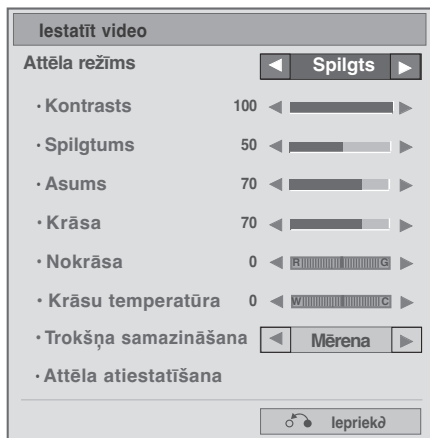 Iestatīt video
Attēla režīms ◄ Spilgts ►
· Kontrasts 100 ◄ ►
· Spilgtums 50 ◄ ►
· Asums 70 ◄ ►
· Krāsa 70 ◄ ►
· Nokrāsa 0 ◄ R G ►
· Krāsu temperatūra 0 ◄ W C ►
· Trokšņa samazināšana ◄ Mērena ►
· Attēla atiestatīšana
Iepriek∂